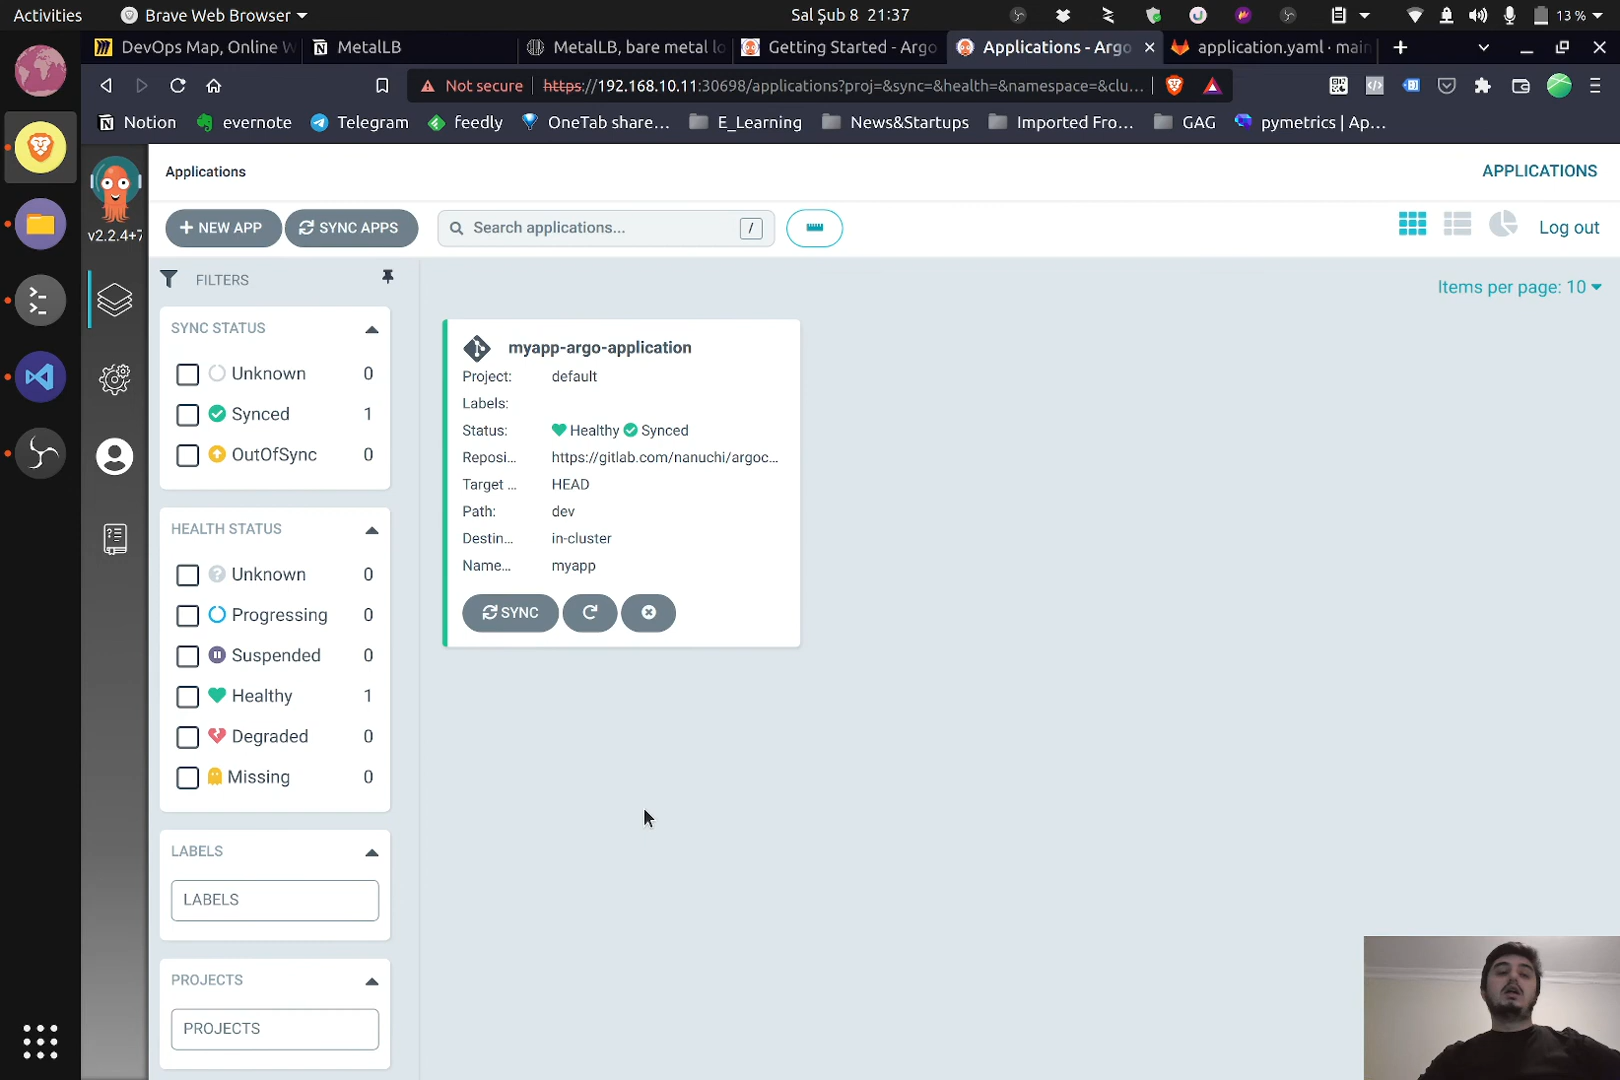 Activities
Brave Web Browser
Sal Şub 8 21:37
13 %
DevOps Map, Online W
MetalLB
MetalLB, bare metal lo
Getting Started - Argo
Applications - Argo
application.yaml · main
Not secure
https://192.168.10.11:30698/applications?proj=&sync=&health=&namespace=&clu...
Notion
evernote
Telegram
feedly
OneTab share...
E_Learning
News&Startups
Imported Fro...
GAG
pymetrics | Ap...
v2.2.4+7
Applications
APPLICATIONS
+ NEW APP
SYNC APPS
Search applications...
/
Log out
FILTERS
Items per page: 10
SYNC STATUS
Unknown 0
Synced 1
OutOfSync 0
HEALTH STATUS
Unknown 0
Progressing 0
Suspended 0
Healthy 1
Degraded 0
Missing 0
LABELS
LABELS
PROJECTS
PROJECTS
myapp-argo-application
Project: default
Labels:
Status: Healthy Synced
Reposi... https://gitlab.com/nanuchi/argoc...
Target ... HEAD
Path: dev
Destin... in-cluster
Name... myapp
SYNC